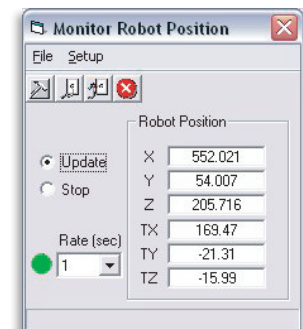 Monitor Robot Position
File Setup
Robot Position
Update
Stop
Rate (sec)
1
X 552.021
Y 54.007
Z 205.716
TX 169.47
TY -21.31
TZ -15.99